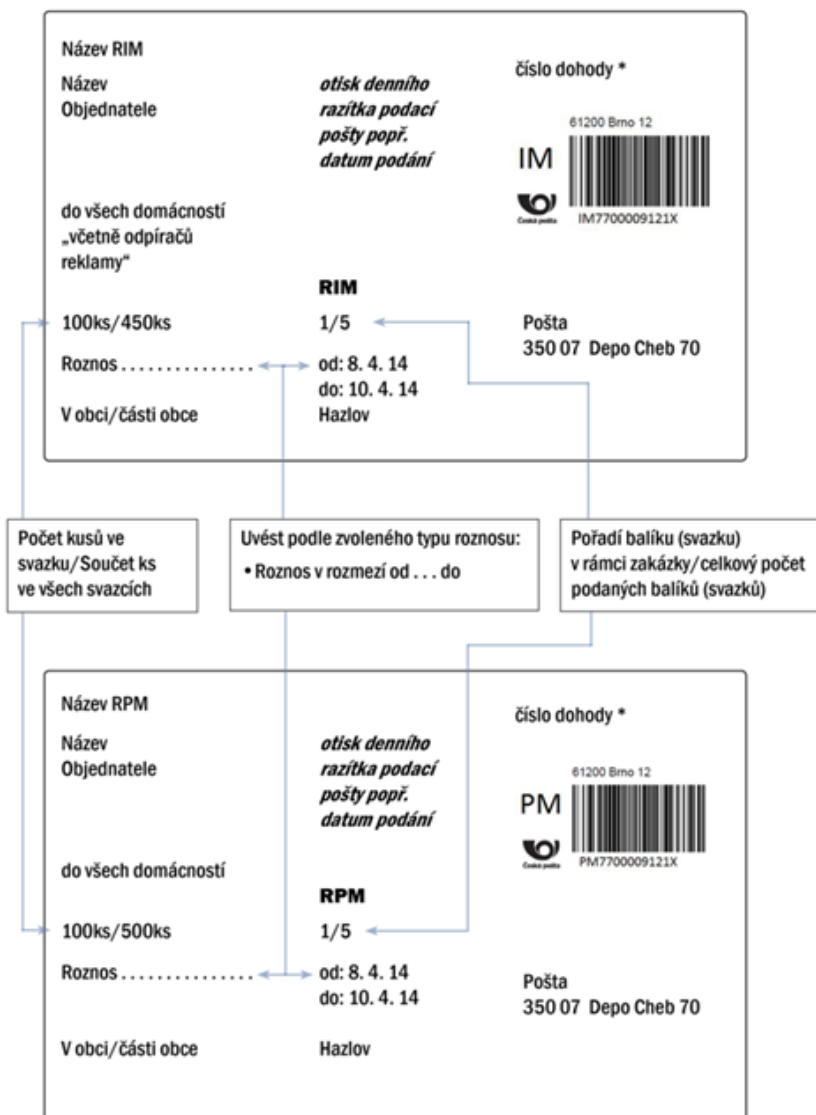 Název RIM
Název
Objednatele
otisk denního
razítka podací
pošty popř.
datum podání
číslo dohody *
61200 Brno 12
IM
Česká pošta
IM7700009121X
do všech domácností
„včetně odpíračů
reklamy“
RIM
100ks/450ks
1/5
Pošta
350 07 Depo Cheb 70
Roznos . . . . . . . . . . . . . . .
od: 8. 4. 14
do: 10. 4. 14
V obci/části obce
Hazlov
Počet kusů ve
svazku/Součet ks
ve všech svazcích
Uvést podle zvoleného typu roznosu:
• Roznos v rozmezí od . . . do
Pořadí balíku (svazku)
v rámci zakázky/celkový počet
podaných balíků (svazků)
Název RPM
Název
Objednatele
otisk denního
razítka podací
pošty popř.
datum podání
číslo dohody *
61200 Brno 12
PM
Česká pošta
PM7700009121X
do všech domácností
RPM
100ks/500ks
1/5
Roznos . . . . . . . . . . . . . . .
od: 8. 4. 14
do: 10. 4. 14
Pošta
350 07 Depo Cheb 70
V obci/části obce
Hazlov